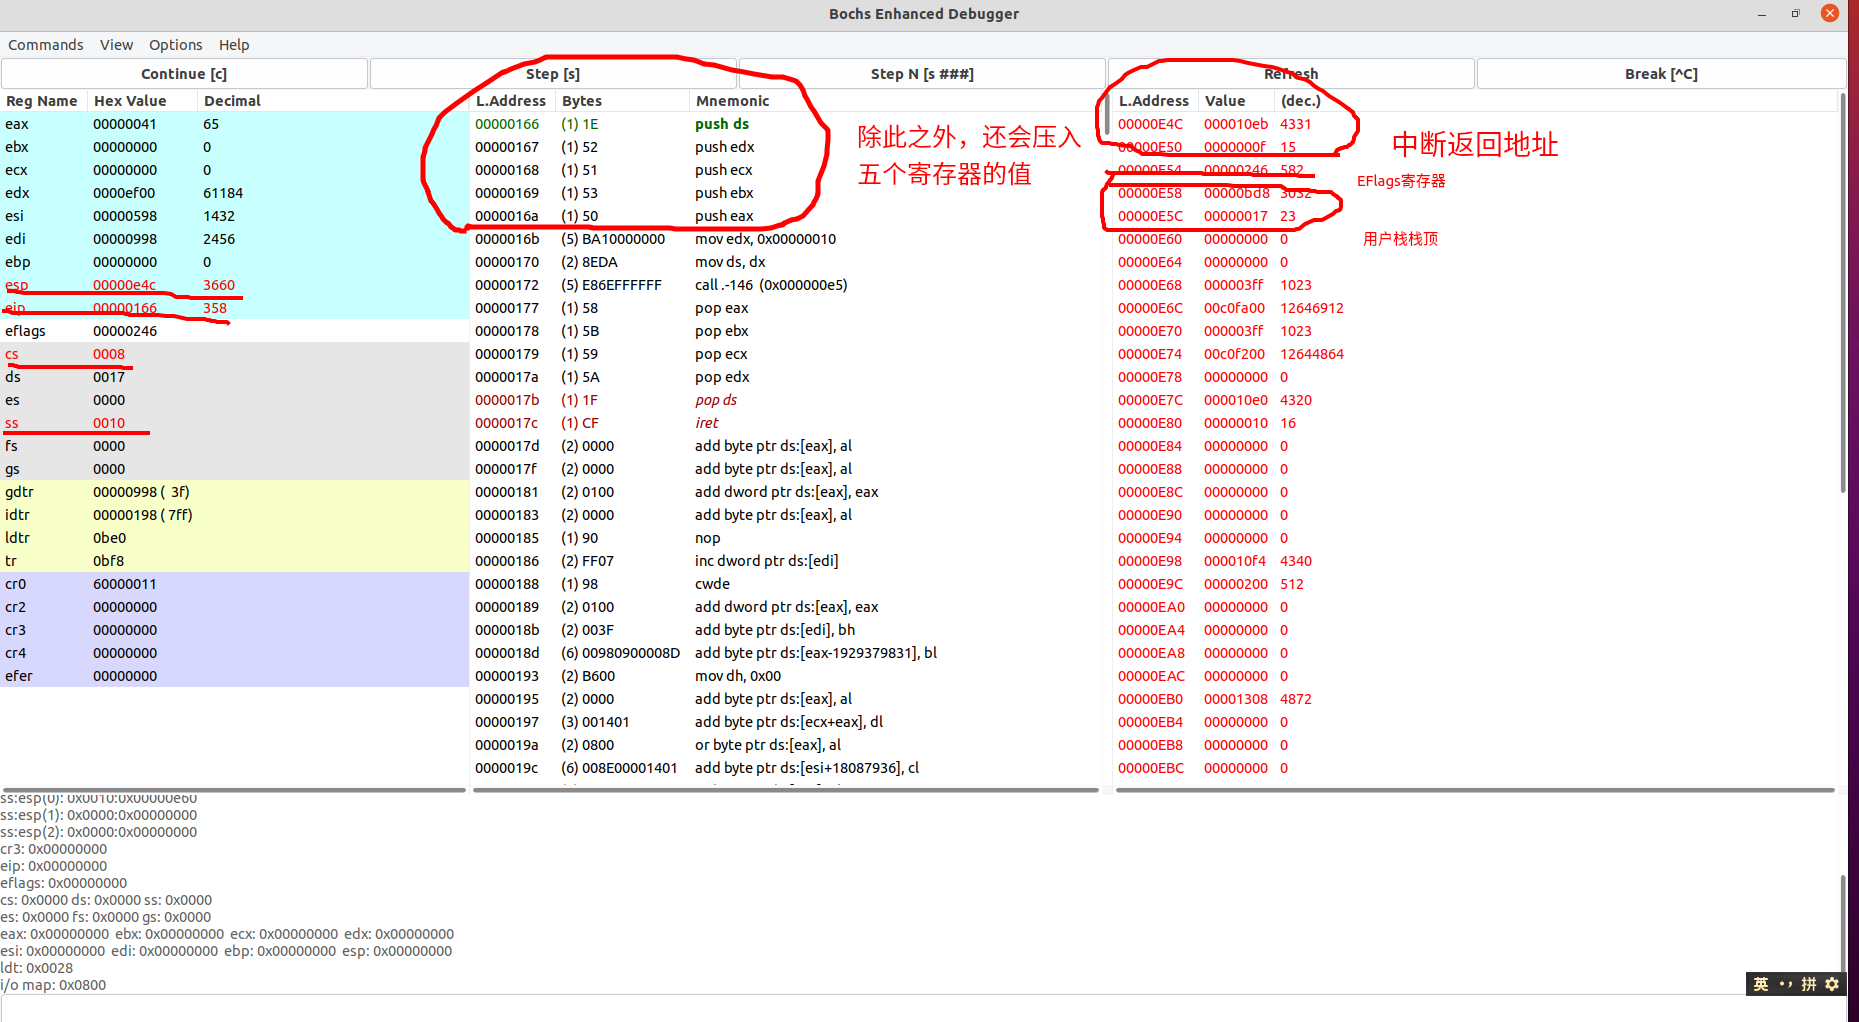 Bochs Enhanced Debugger
Commands View Options Help
Continue [c] Step [s] Step N [s ###] Refresh Break [^C]
Reg Name Hex Value Decimal
eax 00000041 65
ebx 00000000 0
ecx 00000000 0
edx 0000ef00 61184
esi 00000598 1432
edi 00000998 2456
ebp 00000000 0
esp 00000e4c 3660
eip 00000166 358
eflags 00000246
cs 0008
ds 0017
es 0000
ss 0010
fs 0000
gs 0000
gdtr 00000998 ( 3f)
idtr 00000198 ( 7ff)
ldtr 0be0
tr 0bf8
cr0 60000011
cr2 00000000
cr3 00000000
cr4 00000000
efer 00000000
L.Address Bytes Mnemonic
00000166 (1) 1E push ds
00000167 (1) 52 push edx
00000168 (1) 51 push ecx
00000169 (1) 53 push ebx
0000016a (1) 50 push eax
0000016b (5) BA10000000 mov edx, 0x00000010
00000170 (2) 8EDA mov ds, dx
00000172 (5) E86EFFFFFF call .-146 (0x000000e5)
00000177 (1) 58 pop eax
00000178 (1) 5B pop ebx
00000179 (1) 59 pop ecx
0000017a (1) 5A pop edx
0000017b (1) 1F pop ds
0000017c (1) CF iret
0000017d (2) 0000 add byte ptr ds:[eax], al
0000017f (2) 0000 add byte ptr ds:[eax], al
00000181 (2) 0100 add dword ptr ds:[eax], eax
00000183 (2) 0000 add byte ptr ds:[eax], al
00000185 (1) 90 nop
00000186 (2) FF07 inc dword ptr ds:[edi]
00000188 (1) 98 cwde
00000189 (2) 0100 add dword ptr ds:[eax], eax
0000018b (2) 003F add byte ptr ds:[edi], bh
0000018d (6) 00980900008D add byte ptr ds:[eax-1929379831], bl
00000193 (2) B600 mov dh, 0x00
00000195 (2) 0000 add byte ptr ds:[eax], al
00000197 (3) 001401 add byte ptr ds:[ecx+eax], dl
0000019a (2) 0800 or byte ptr ds:[eax], al
0000019c (6) 008E00001401 add byte ptr ds:[esi+18087936], cl
除此之外，还会压入
五个寄存器的值
L.Address Value (dec.)
00000E4C 000010eb 4331
00000E50 0000000f 15
00000E54 00000246 582
00000E58 00000bd8 3032
00000E5C 00000017 23
00000E60 00000000 0
00000E64 00000000 0
00000E68 000003ff 1023
00000E6C 00c0fa00 12646912
00000E70 000003ff 1023
00000E74 00c0f200 12644864
00000E78 00000000 0
00000E7C 000010e0 4320
00000E80 00000010 16
00000E84 00000000 0
00000E88 00000000 0
00000E8C 00000000 0
00000E90 00000000 0
00000E94 00000000 0
00000E98 000010f4 4340
00000E9C 00000200 512
00000EA0 00000000 0
00000EA4 00000000 0
00000EA8 00000000 0
00000EAC 00000000 0
00000EB0 00001308 4872
00000EB4 00000000 0
00000EB8 00000000 0
00000EBC 00000000 0
中断返回地址
EFlags寄存器
用户栈栈顶
ss:esp(0): 0x0010:0x00000e60
ss:esp(1): 0x0000:0x00000000
ss:esp(2): 0x0000:0x00000000
cr3: 0x00000000
eip: 0x00000000
eflags: 0x00000000
cs: 0x0000 ds: 0x0000 ss: 0x0000
es: 0x0000 fs: 0x0000 gs: 0x0000
eax: 0x00000000 ebx: 0x00000000 ecx: 0x00000000 edx: 0x00000000
esi: 0x00000000 edi: 0x00000000 ebp: 0x00000000 esp: 0x00000000
ldt: 0x0028
i/o map: 0x0800
英 拼